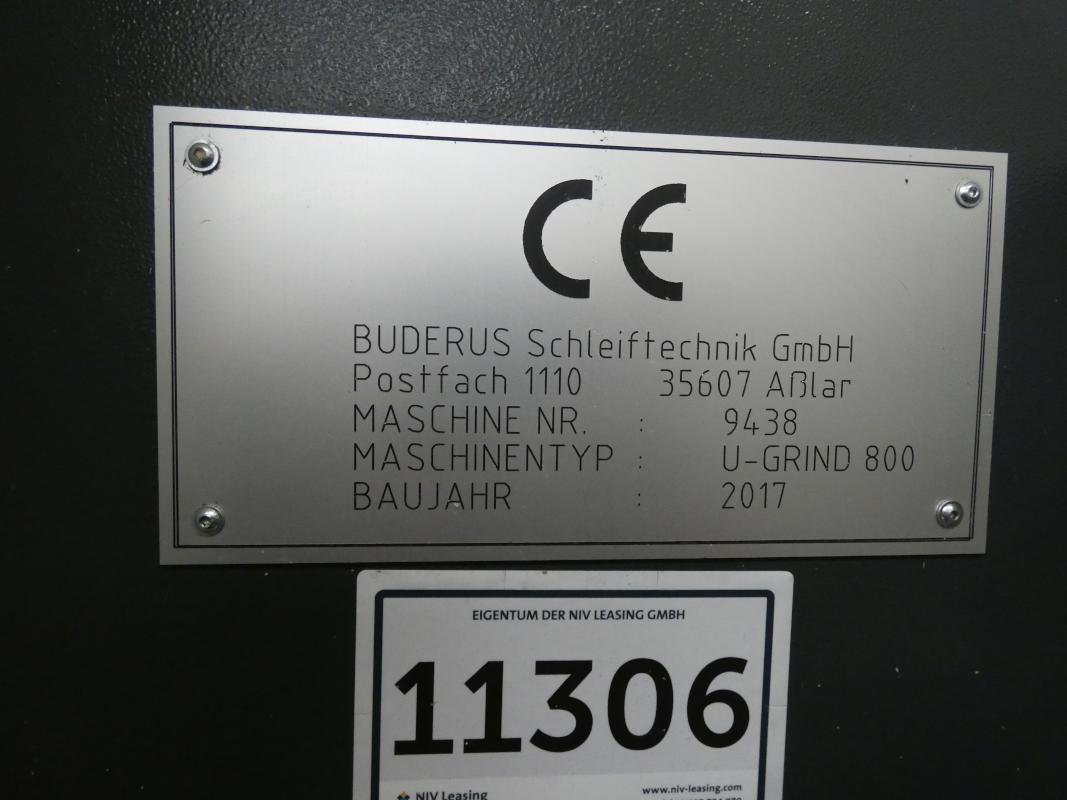 CE
BUDERUS Schleiftechnik GmbH
Postfach 1110 35607 Aßlar
MASCHINE NR. : 9438
MASCHINENTYP : U-GRIND 800
BAUJAHR : 2017
EIGENTUM DER NIV LEASING GMBH
11306
NIV Leasing www.niv-leasing.com